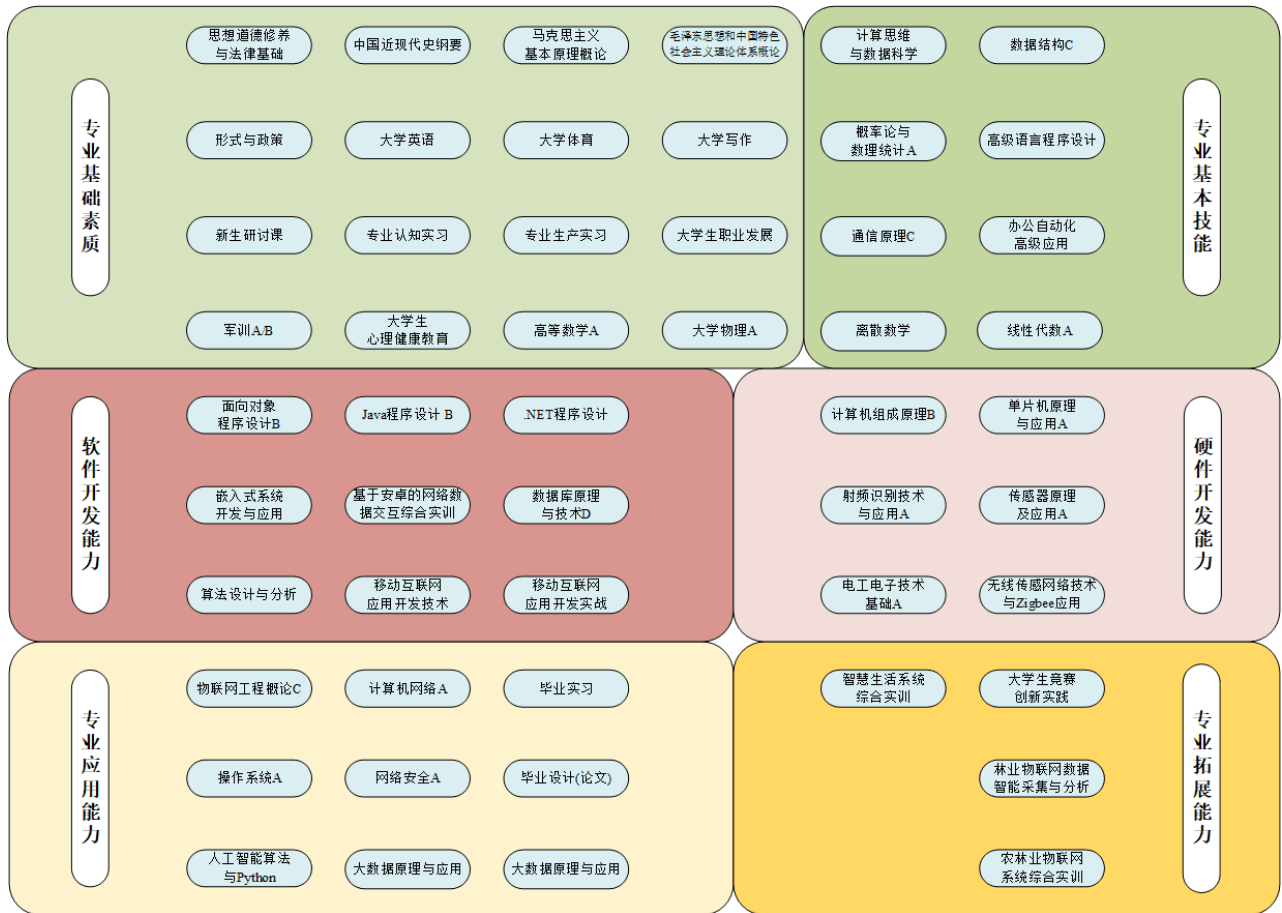 专业基础素质
思想道德修养
与法律基础
中国近现代史纲要
马克思主义
基本原理概论
毛泽东思想和中国特色
社会主义理论体系概论
形式与政策
大学英语
大学体育
大学写作
新生研讨课
专业认知实习
专业生产实习
大学生职业发展
军训A/B
大学生
心理健康教育
高等数学A
大学物理A
计算思维
与数据科学
数据结构C
概率论与
数理统计A
高级语言程序设计
通信原理C
办公自动化
高级应用
离散数学
线性代数A
专业基本技能
软件开发能力
面向对象
程序设计B
Java程序设计 B
.NET程序设计
嵌入式系统
开发与应用
基于安卓的网络数
据交互综合实训
数据库原理
与技术D
算法设计与分析
移动互联网
应用开发技术
移动互联网
应用开发实战
计算机组成原理B
单片机原理
与应用A
射频识别技术
与应用A
传感器原理
及应用A
电工电子技术
基础A
无线传感网络技术
与Zigbee应用
硬件开发能力
专业应用能力
物联网工程概论C
计算机网络A
毕业实习
操作系统A
网络安全A
毕业设计(论文)
人工智能算法
与Python
大数据原理与应用
大数据原理与应用
智慧生活系统
综合实训
大学生竞赛
创新实践
林业物联网数据
智能采集与分析
农林业物联网
系统综合实训
专业拓展能力